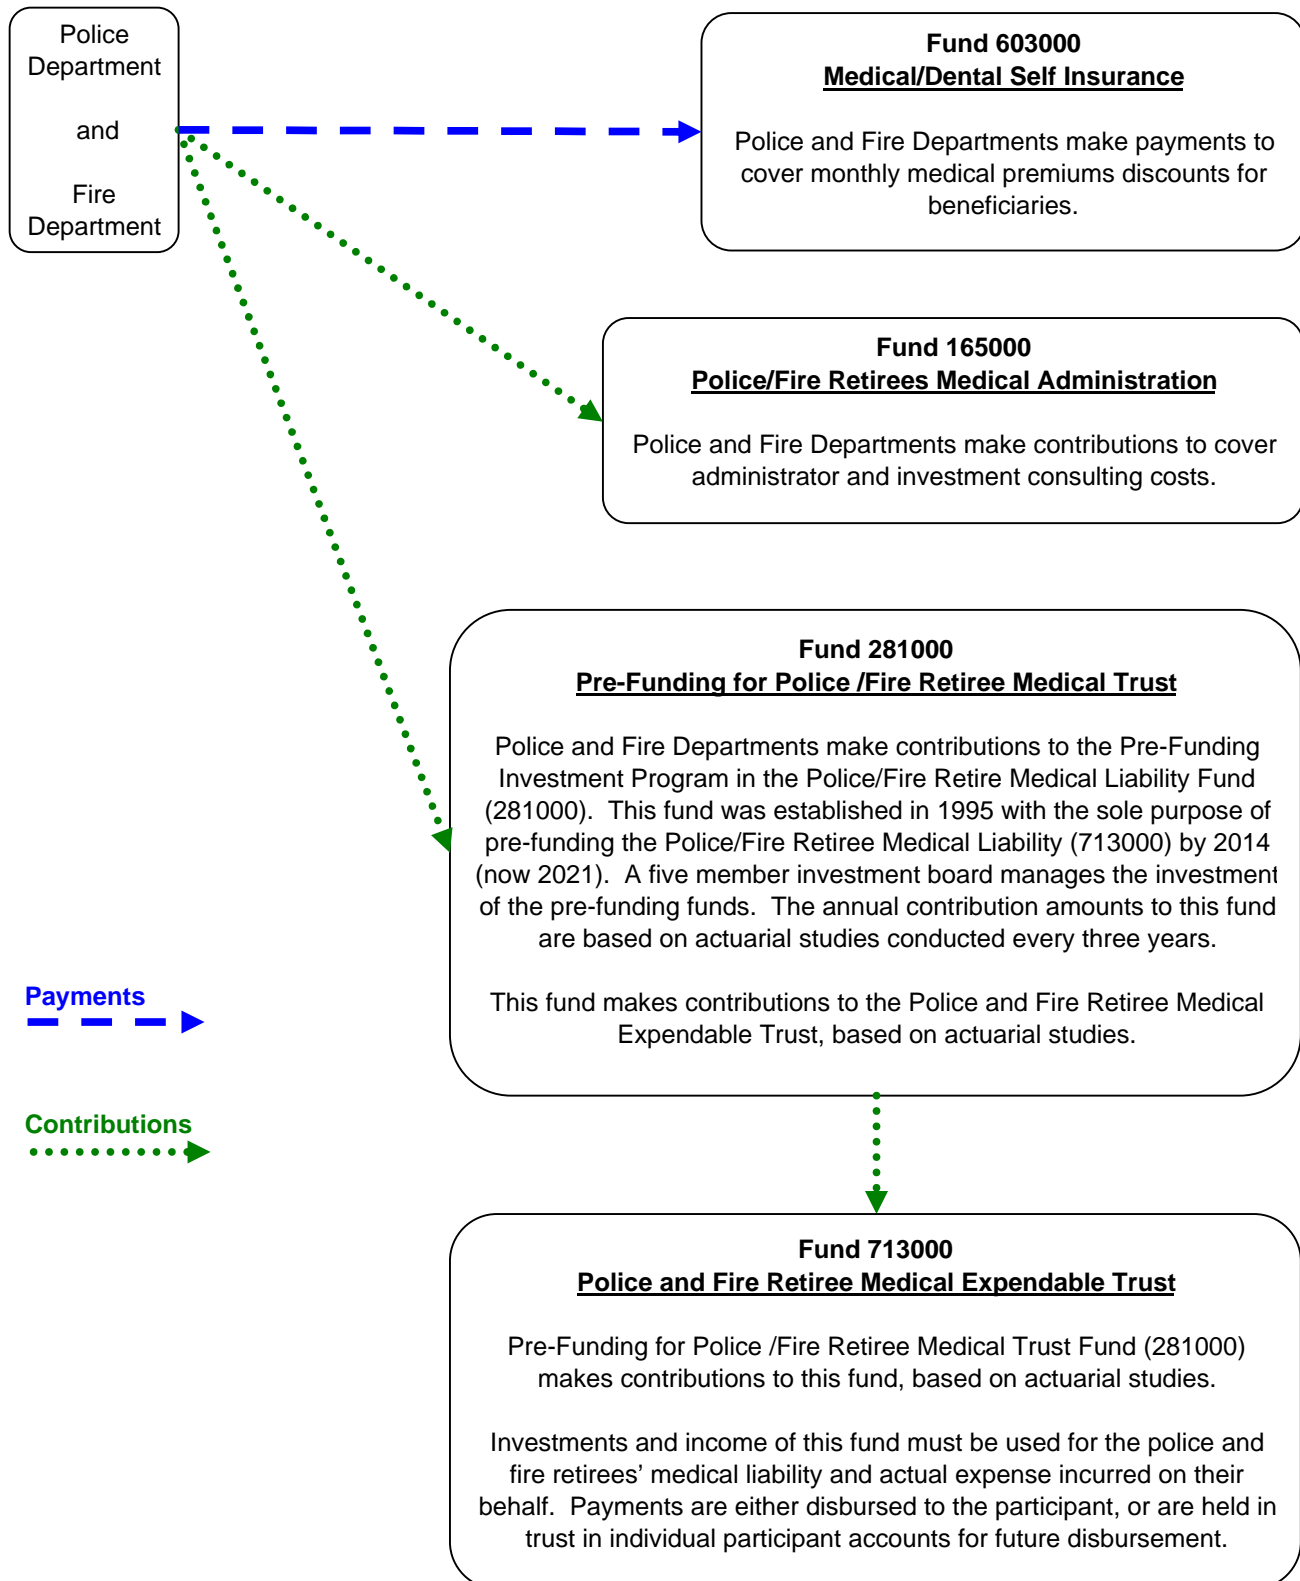 Police
Department
and
Fire
Department
Fund 603000
Medical/Dental Self Insurance
Police and Fire Departments make payments to
cover monthly medical premiums discounts for
beneficiaries.
Fund 165000
Police/Fire Retirees Medical Administration
Police and Fire Departments make contributions to cover
administrator and investment consulting costs.
Fund 281000
Pre-Funding for Police /Fire Retiree Medical Trust
Police and Fire Departments make contributions to the Pre-Funding
Investment Program in the Police/Fire Retire Medical Liability Fund
(281000).  This fund was established in 1995 with the sole purpose of
pre-funding the Police/Fire Retiree Medical Liability (713000) by 2014
(now 2021).  A five member investment board manages the investment
of the pre-funding funds.  The annual contribution amounts to this fund
are based on actuarial studies conducted every three years.
This fund makes contributions to the Police and Fire Retiree Medical
Expendable Trust, based on actuarial studies.
Payments
Contributions
Fund 713000
Police and Fire Retiree Medical Expendable Trust
Pre-Funding for Police /Fire Retiree Medical Trust Fund (281000)
makes contributions to this fund, based on actuarial studies.
Investments and income of this fund must be used for the police and
fire retirees’ medical liability and actual expense incurred on their
behalf.  Payments are either disbursed to the participant, or are held in
trust in individual participant accounts for future disbursement.